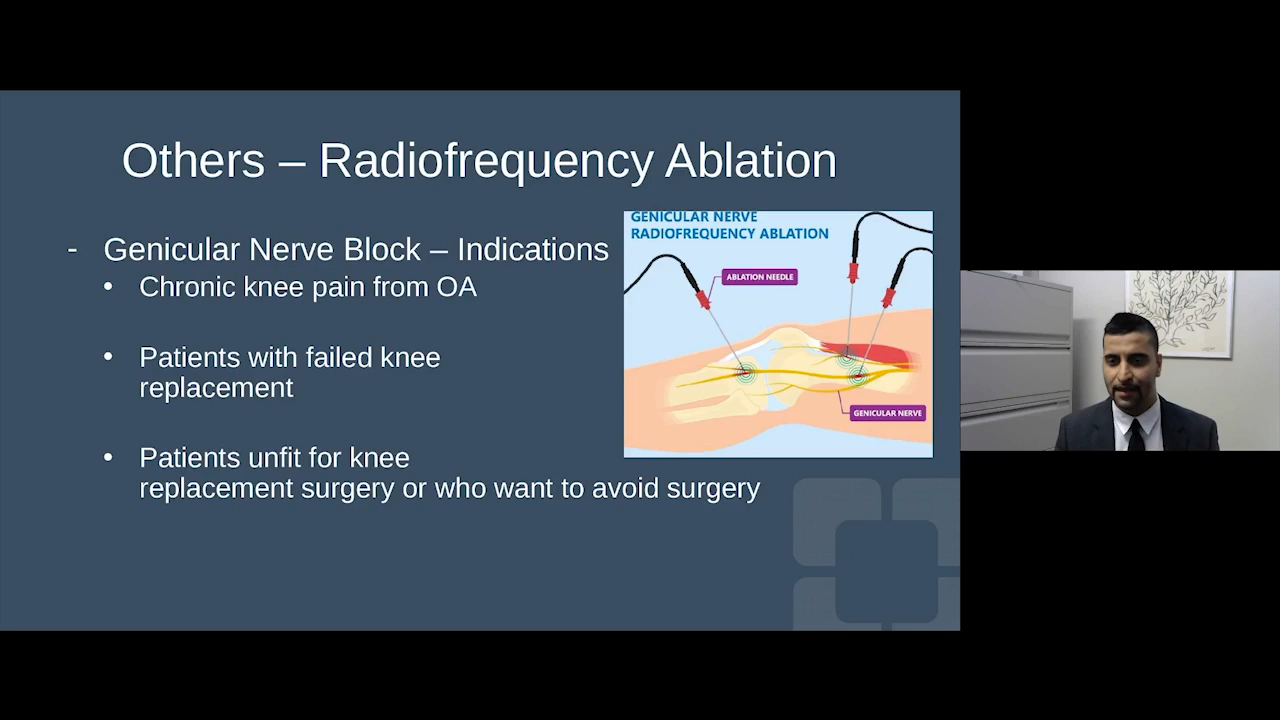 Others – Radiofrequency Ablation
- Genicular Nerve Block – Indications
• Chronic knee pain from OA
• Patients with failed knee
replacement
• Patients unfit for knee
replacement surgery or who want to avoid surgery
GENICULAR NERVE
RADIOFREQUENCY ABLATION
ABLATION NEEDLE
GENICULAR NERVE